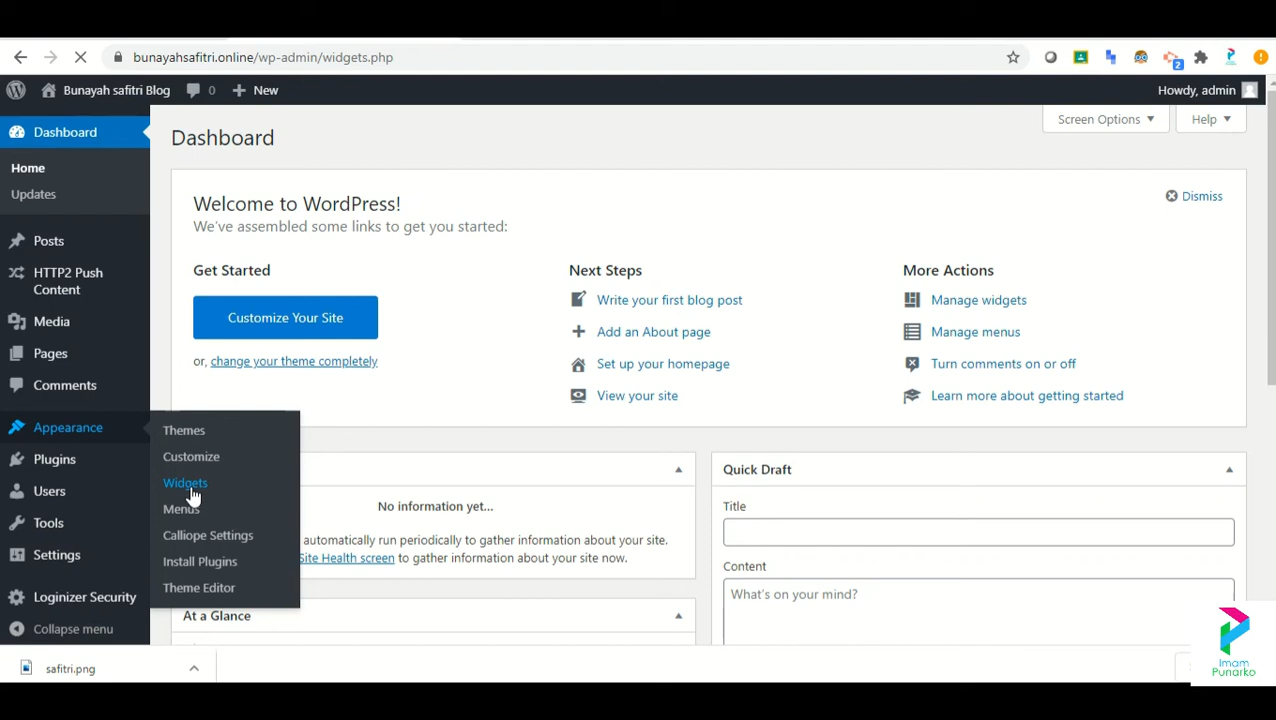 bunayahsafitri.online/wp-admin/widgets.php
2
Bunayah safitri Blog
0
New
Howdy, admin
Dashboard
Home
Updates
Posts
HTTP2 Push
Content
Media
Pages
Comments
Appearance
Plugins
Users
Tools
Settings
Loginizer Security
Collapse menu
Themes
Customize
Widgets
Menus
Calliope Settings
Install Plugins
Theme Editor
Dashboard
Screen Options
Help
Welcome to WordPress!
Dismiss
We've assembled some links to get you started:
Get Started
Customize Your Site
or, change your theme completely
Next Steps
Write your first blog post
Add an About page
Set up your homepage
View your site
More Actions
Manage widgets
Manage menus
Turn comments on or off
Learn more about getting started
No information yet...
automatically run periodically to gather information about your site.
Site Health screen to gather information about your site now.
At a Glance
Quick Draft
Title
Content
What's on your mind?
safitri.png
Imam
Punarko